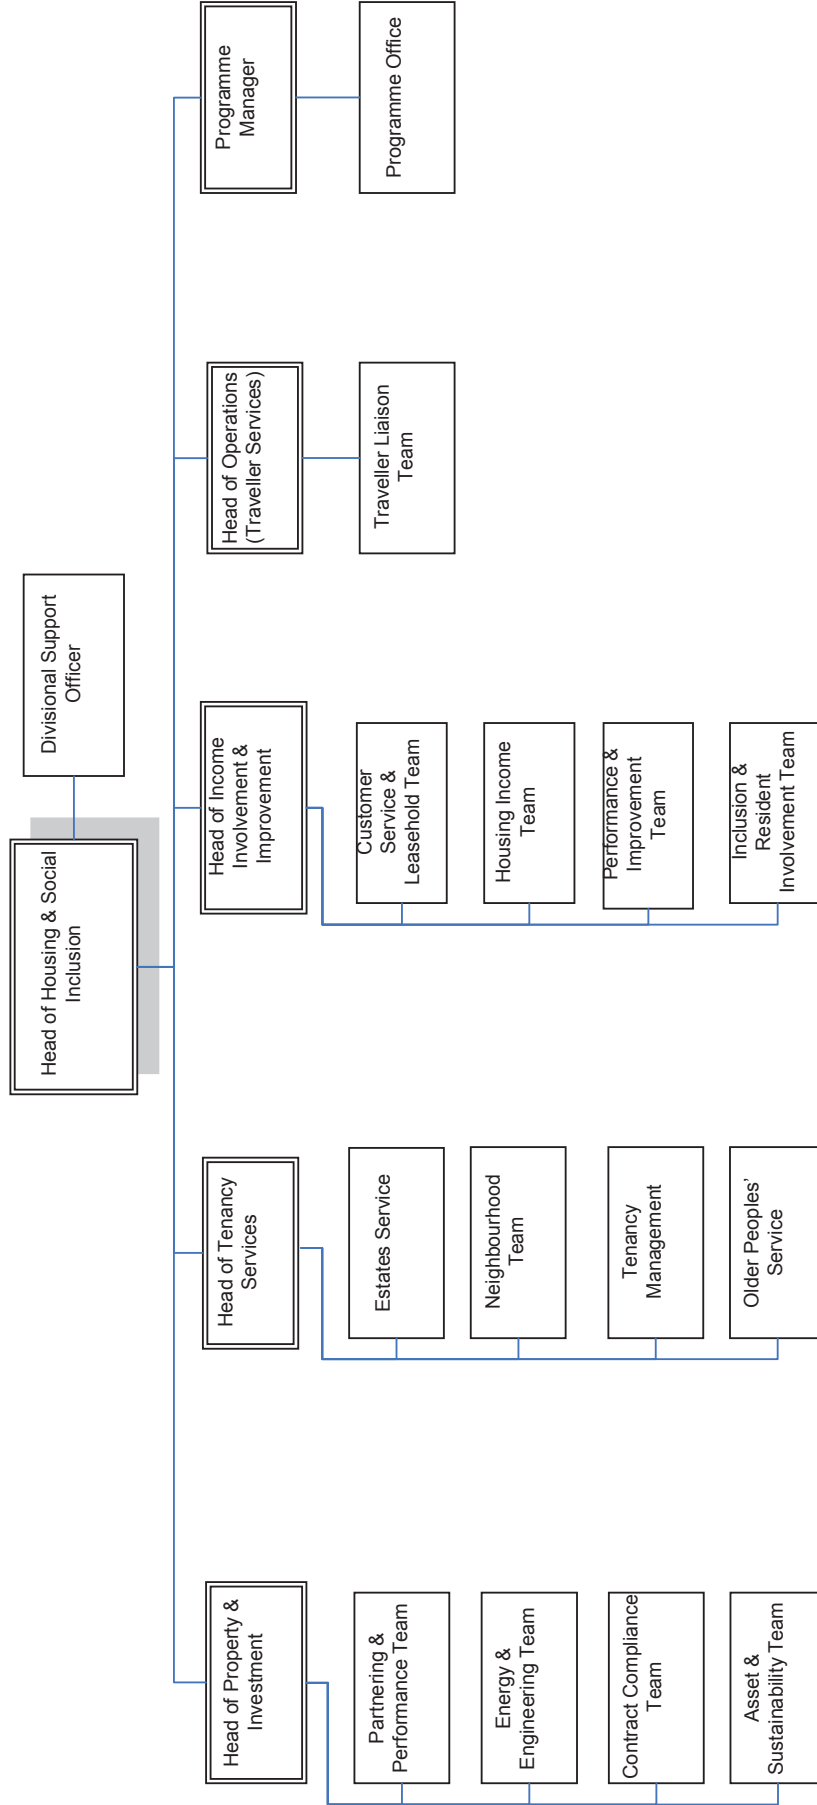 Head of Housing & Social
Inclusion
Divisional Support
Officer
Head of Property &
Investment
Head of Tenancy
Services
Head of Income
Involvement &
Improvement
Head of Operations
(Traveller Services)
Programme
Manager
Partnering &
Performance Team
Energy &
Engineering Team
Contract Compliance
Team
Asset &
Sustainability Team
Estates Service
Neighbourhood
Team
Tenancy
Management
Older Peoples’
Service
Customer
Service &
Leasehold Team
Housing Income
Team
Performance &
Improvement
Team
Inclusion &
Resident
Involvement Team
Traveller Liaison
Team
Programme Office